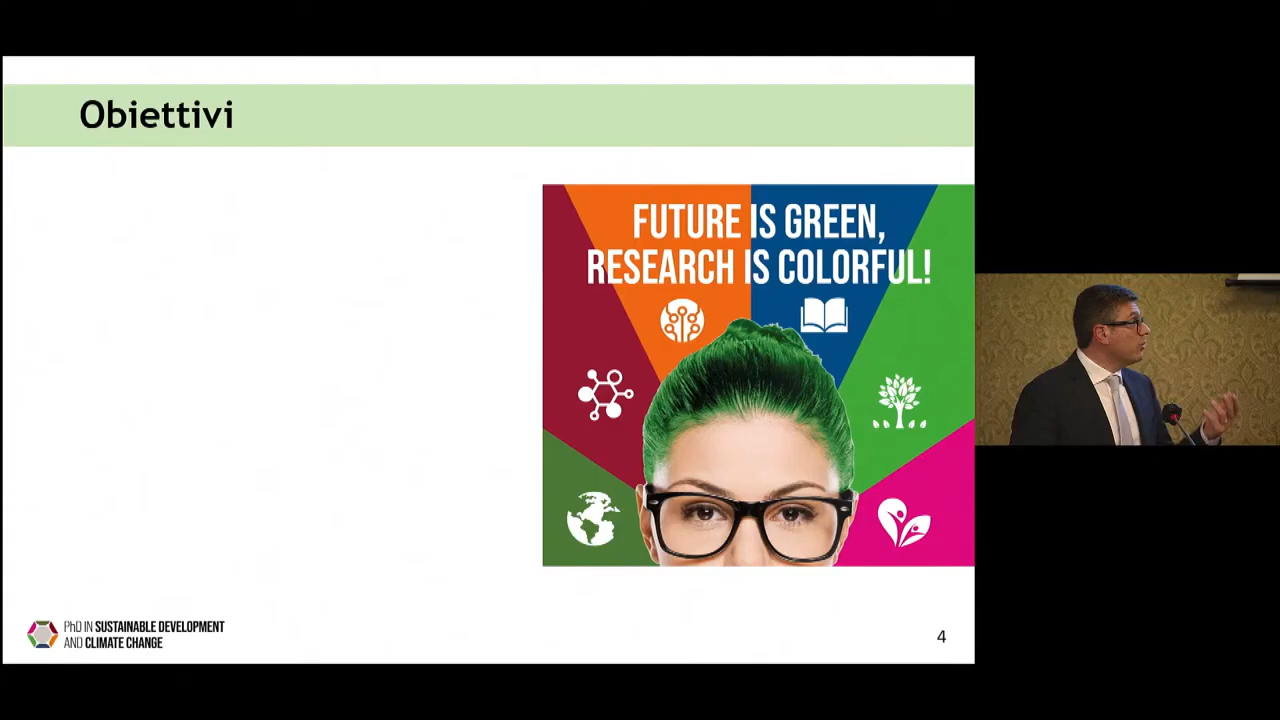 Obiettivi
FUTURE IS GREEN,
RESEARCH IS COLORFUL!
PhD IN SUSTAINABLE DEVELOPMENT
AND CLIMATE CHANGE
4